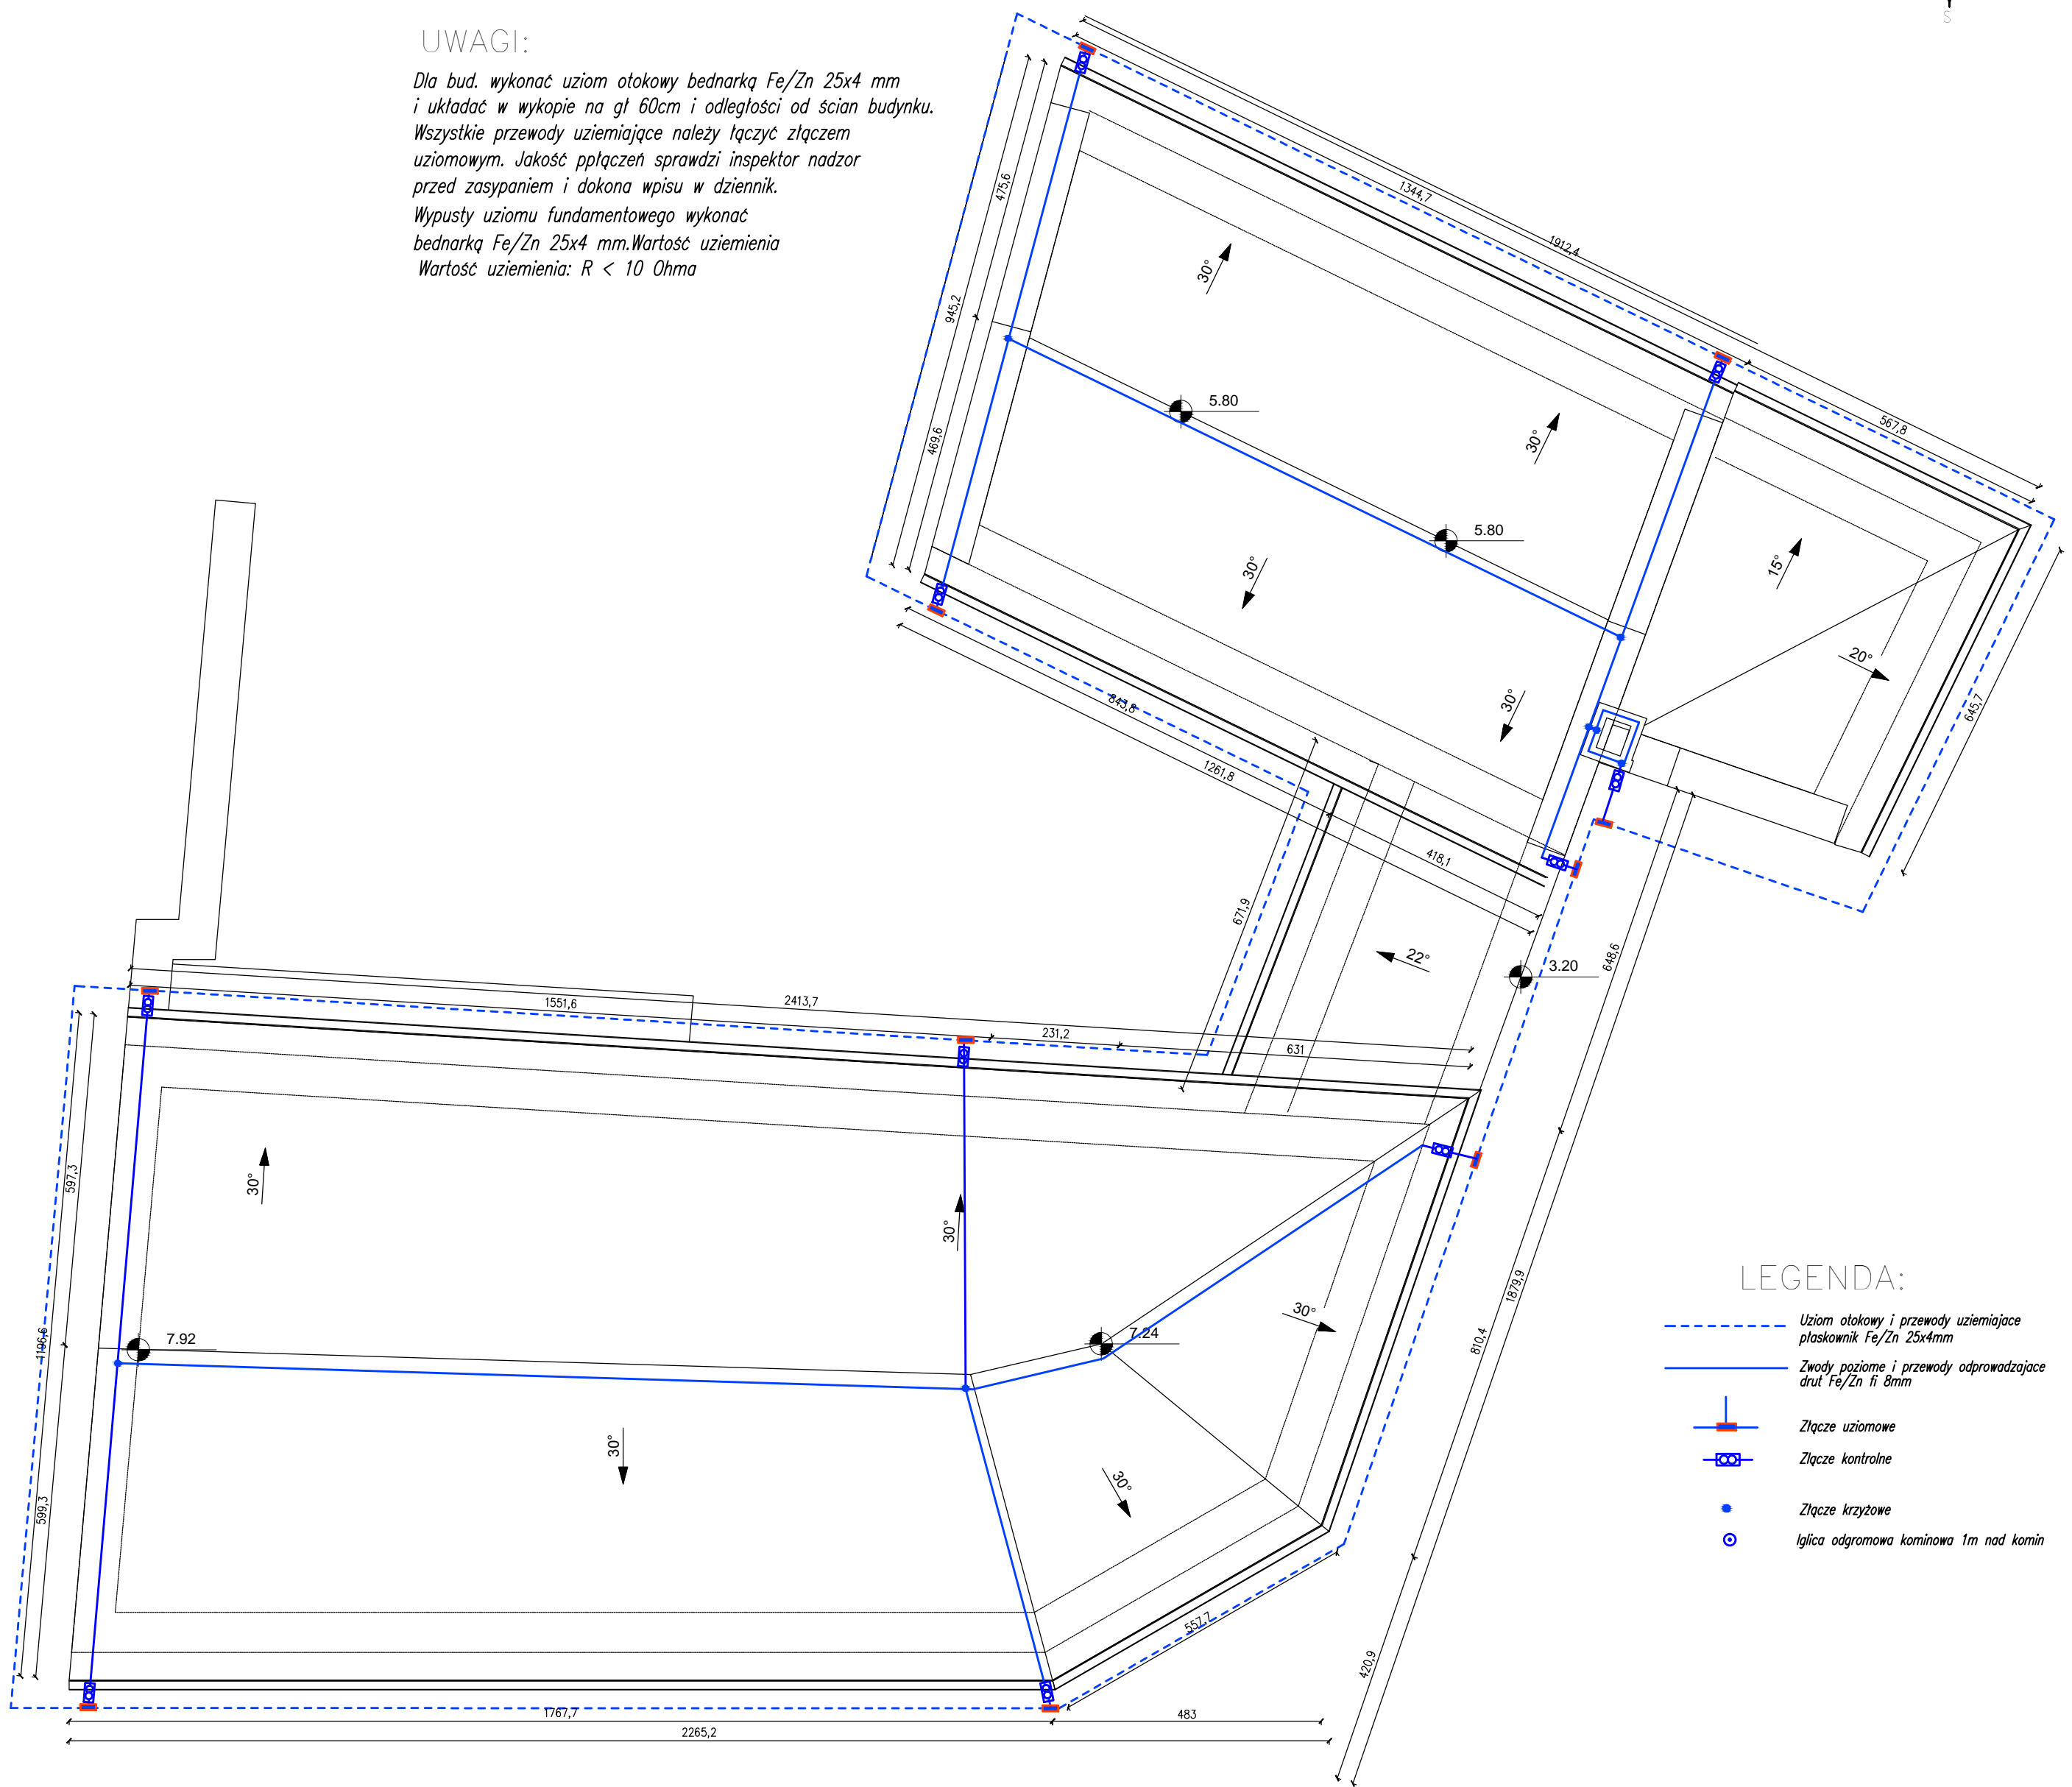 S
UWAGI:
Dla bud. wykonać uziom otokowy bednarką Fe/Zn 25x4 mm
i układać w wykopie na gł 60cm i odległości od ścian budynku.
Wszystkie przewody uziemiające należy łączyć złączem
uziomowym. Jakość ppłączeń sprawdzi inspektor nadzor
przed zasypaniem i dokona wpisu w dziennik.
Wypusty uziomu fundamentowego wykonać
bednarką Fe/Zn 25x4 mm.Wartość uziemienia
Wartość uziemienia: R < 10 Ohma
475,6
1344,7
1912,4
945,2
469,6
567,8
30°
5.80
30°
5.80
30°
15°
20°
30°
645,7
843,8
1261,8
418,1
671,9
22°
3.20
648,6
1551,6
2413,7
231,2
631
597,3
30°
30°
1196,6
7.92
7.24
30°
1879,9
810,4
30°
30°
599,3
557,7
420,9
1767,7
483
2265,2
LEGENDA:
Uziom otokowy i przewody uziemiajace
płaskownik Fe/Zn 25x4mm
Zwody poziome i przewody odprowadzajace
drut Fe/Zn fi 8mm
Złącze uziomowe
Zlącze kontrolne
Złącze krzyżowe
Iglica odgromowa kominowa 1m nad komin